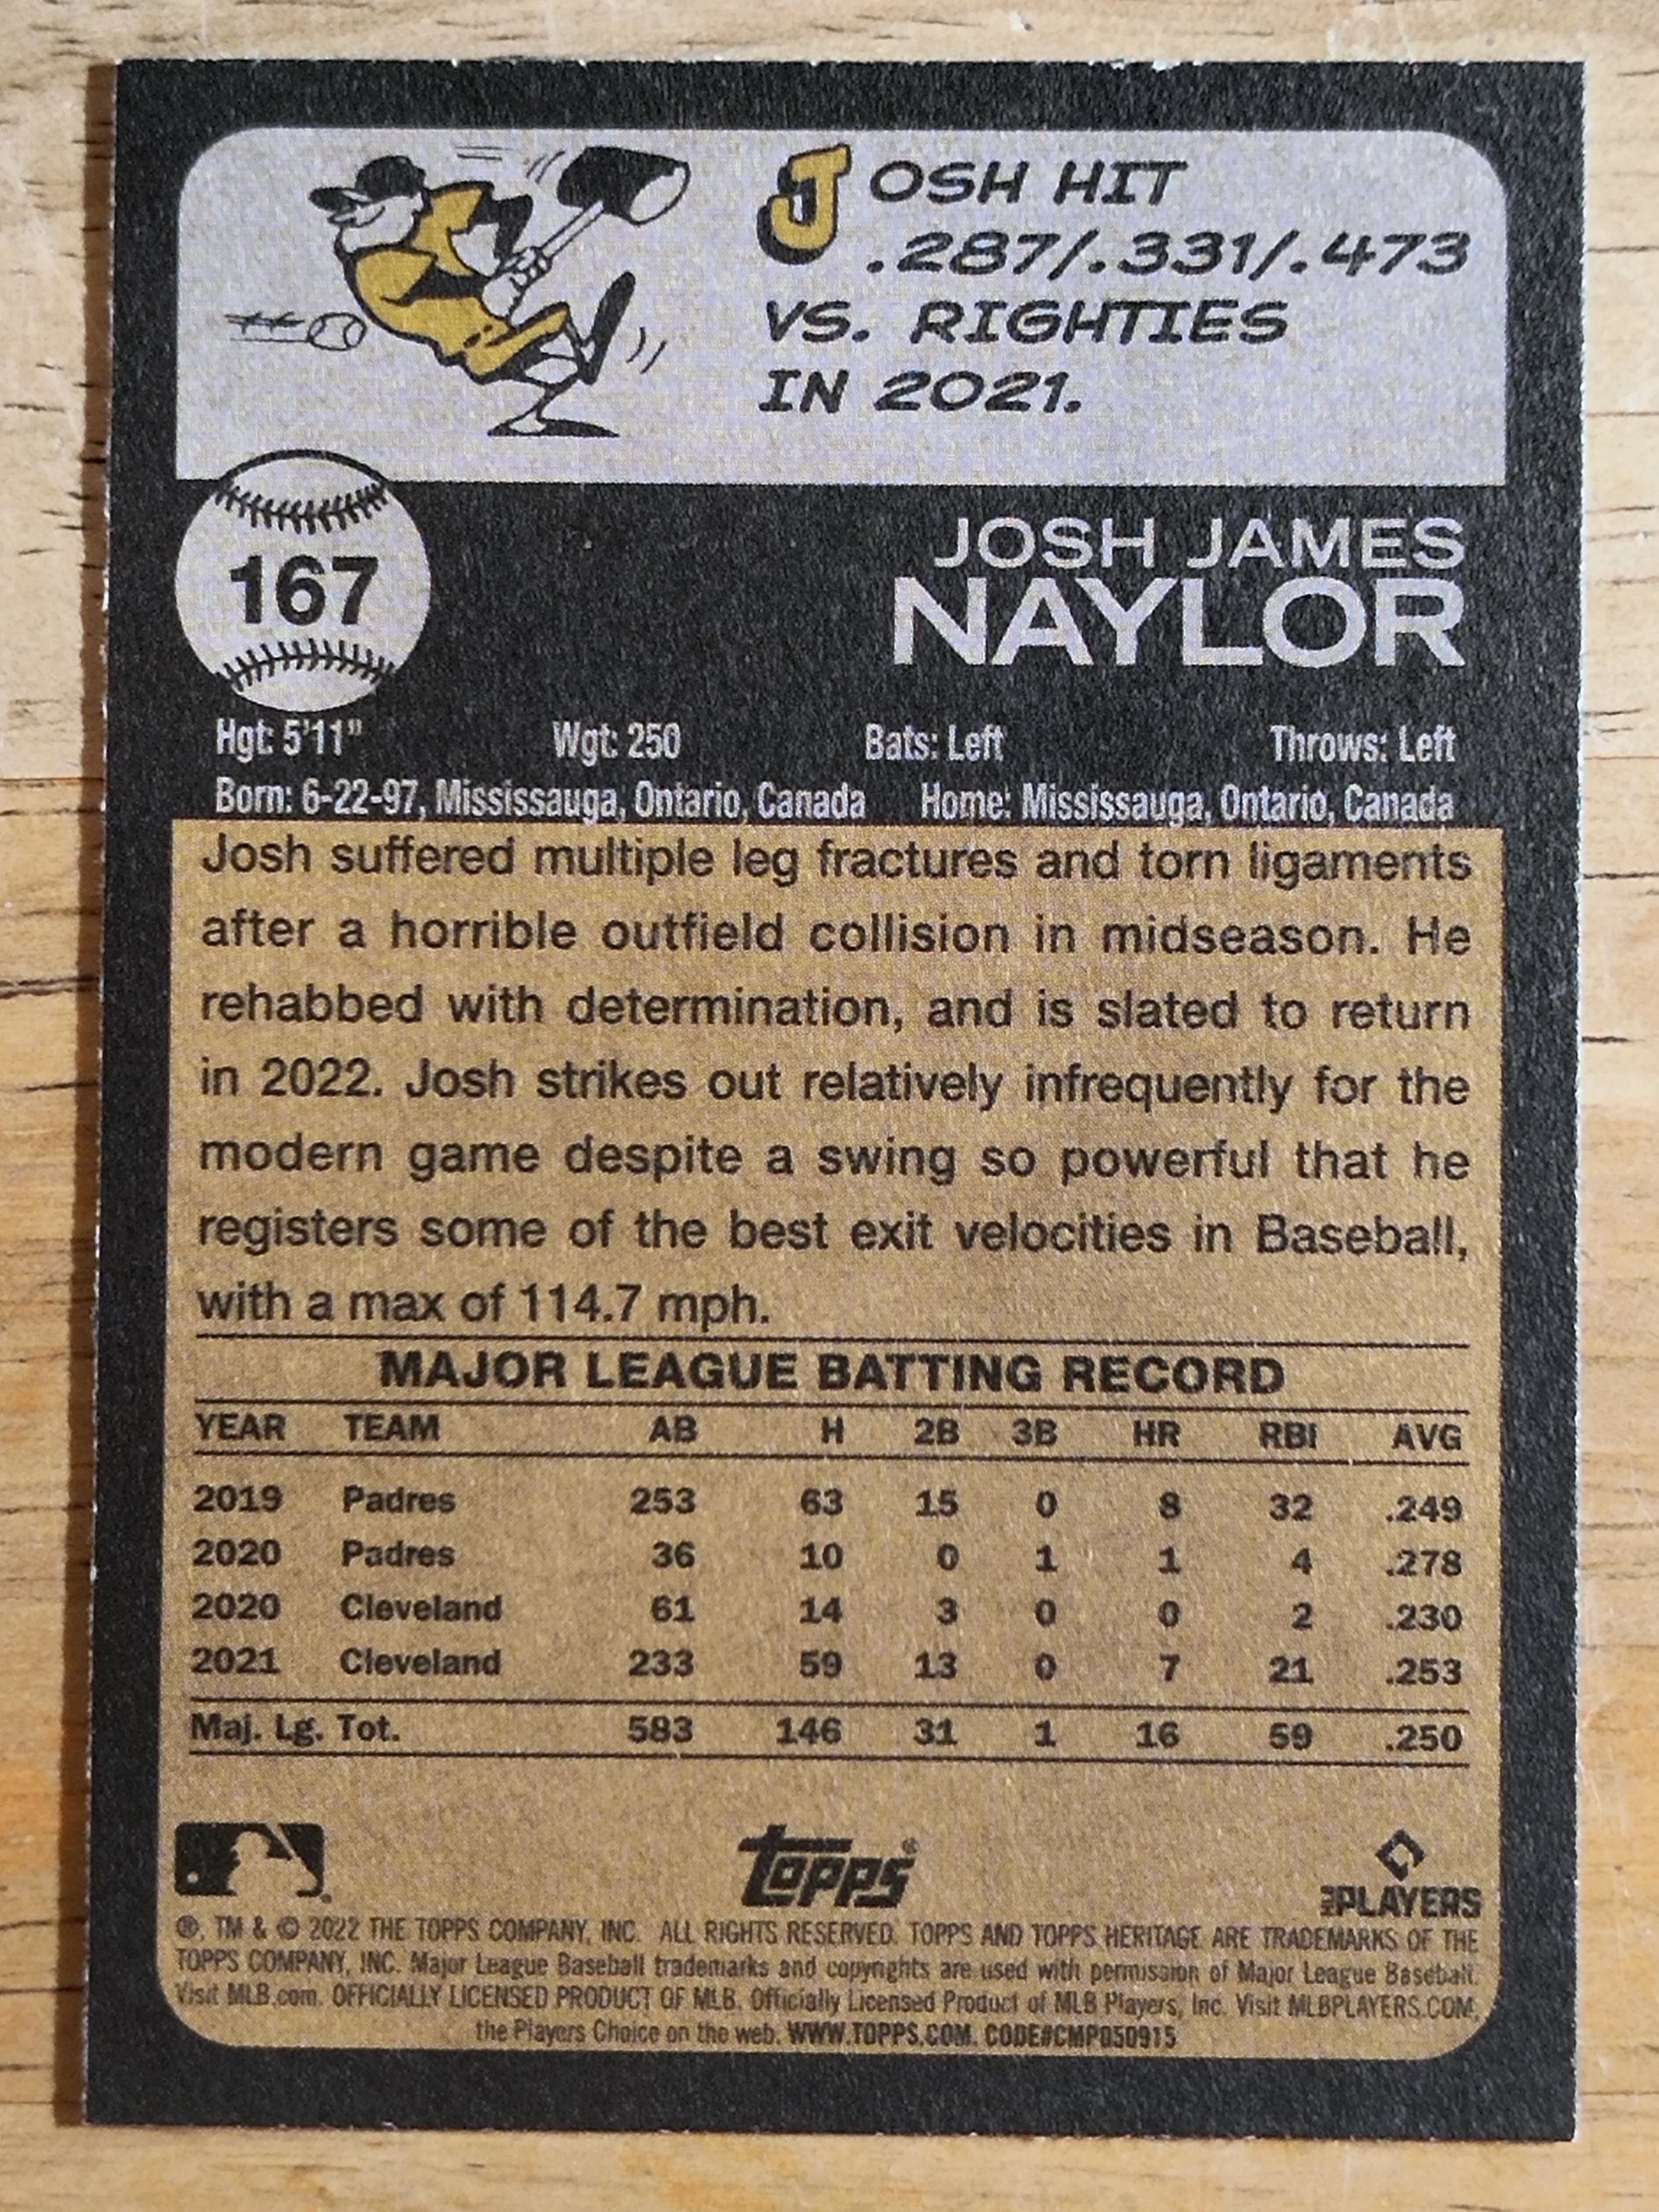 JOSH HIT
.287/.331/.473
VS. RIGHTIES
IN 2021.
167
JOSH JAMES
NAYLOR
Hgt: 5'11" Wgt: 250 Bats: Left Throws: Left
Born: 6-22-97, Mississauga, Ontario, Canada Home: Mississauga, Ontario, Canada
Josh suffered multiple leg fractures and torn ligaments
after a horrible outfield collision in midseason. He
rehabbed with determination, and is slated to return
in 2022. Josh strikes out relatively infrequently for the
modern game despite a swing so powerful that he
registers some of the best exit velocities in Baseball,
with a max of 114.7 mph.
MAJOR LEAGUE BATTING RECORD
YEAR TEAM AB H 2B 3B HR RBI AVG
2019 Padres 253 63 15 0 8 32 .249
2020 Padres 36 10 0 1 1 4 .278
2020 Cleveland 61 14 3 0 0 2 .230
2021 Cleveland 233 59 13 0 7 21 .253
Maj. Lg. Tot. 583 146 31 1 16 59 .250
topps®
MLB PLAYERS
®, TM & © 2022 THE TOPPS COMPANY, INC. ALL RIGHTS RESERVED. TOPPS AND TOPPS HERITAGE ARE TRADEMARKS OF THE
TOPPS COMPANY, INC. Major League Baseball trademarks and copyrights are used with permission of Major League Baseball.
Visit MLB.com. OFFICIALLY LICENSED PRODUCT OF MLB. Officially Licensed Product of MLB Players, Inc. Visit MLBPLAYERS.COM,
the Players Choice on the web. WWW.TOPPS.COM. CODE#CMP050915